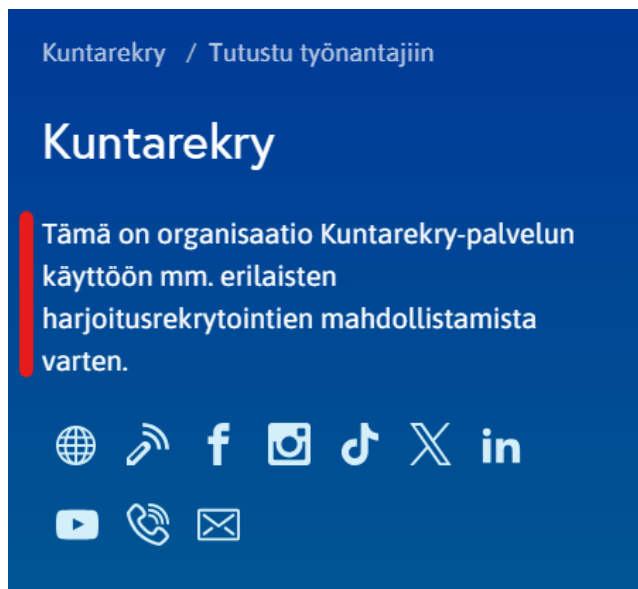 Kuntarekry / Tutustu työnantajiin
Kuntarekry
Tämä on organisaatio Kuntarekry-palvelun
käyttöön mm. erilaisten
harjoitusrekrytointien mahdollistamista
varten.